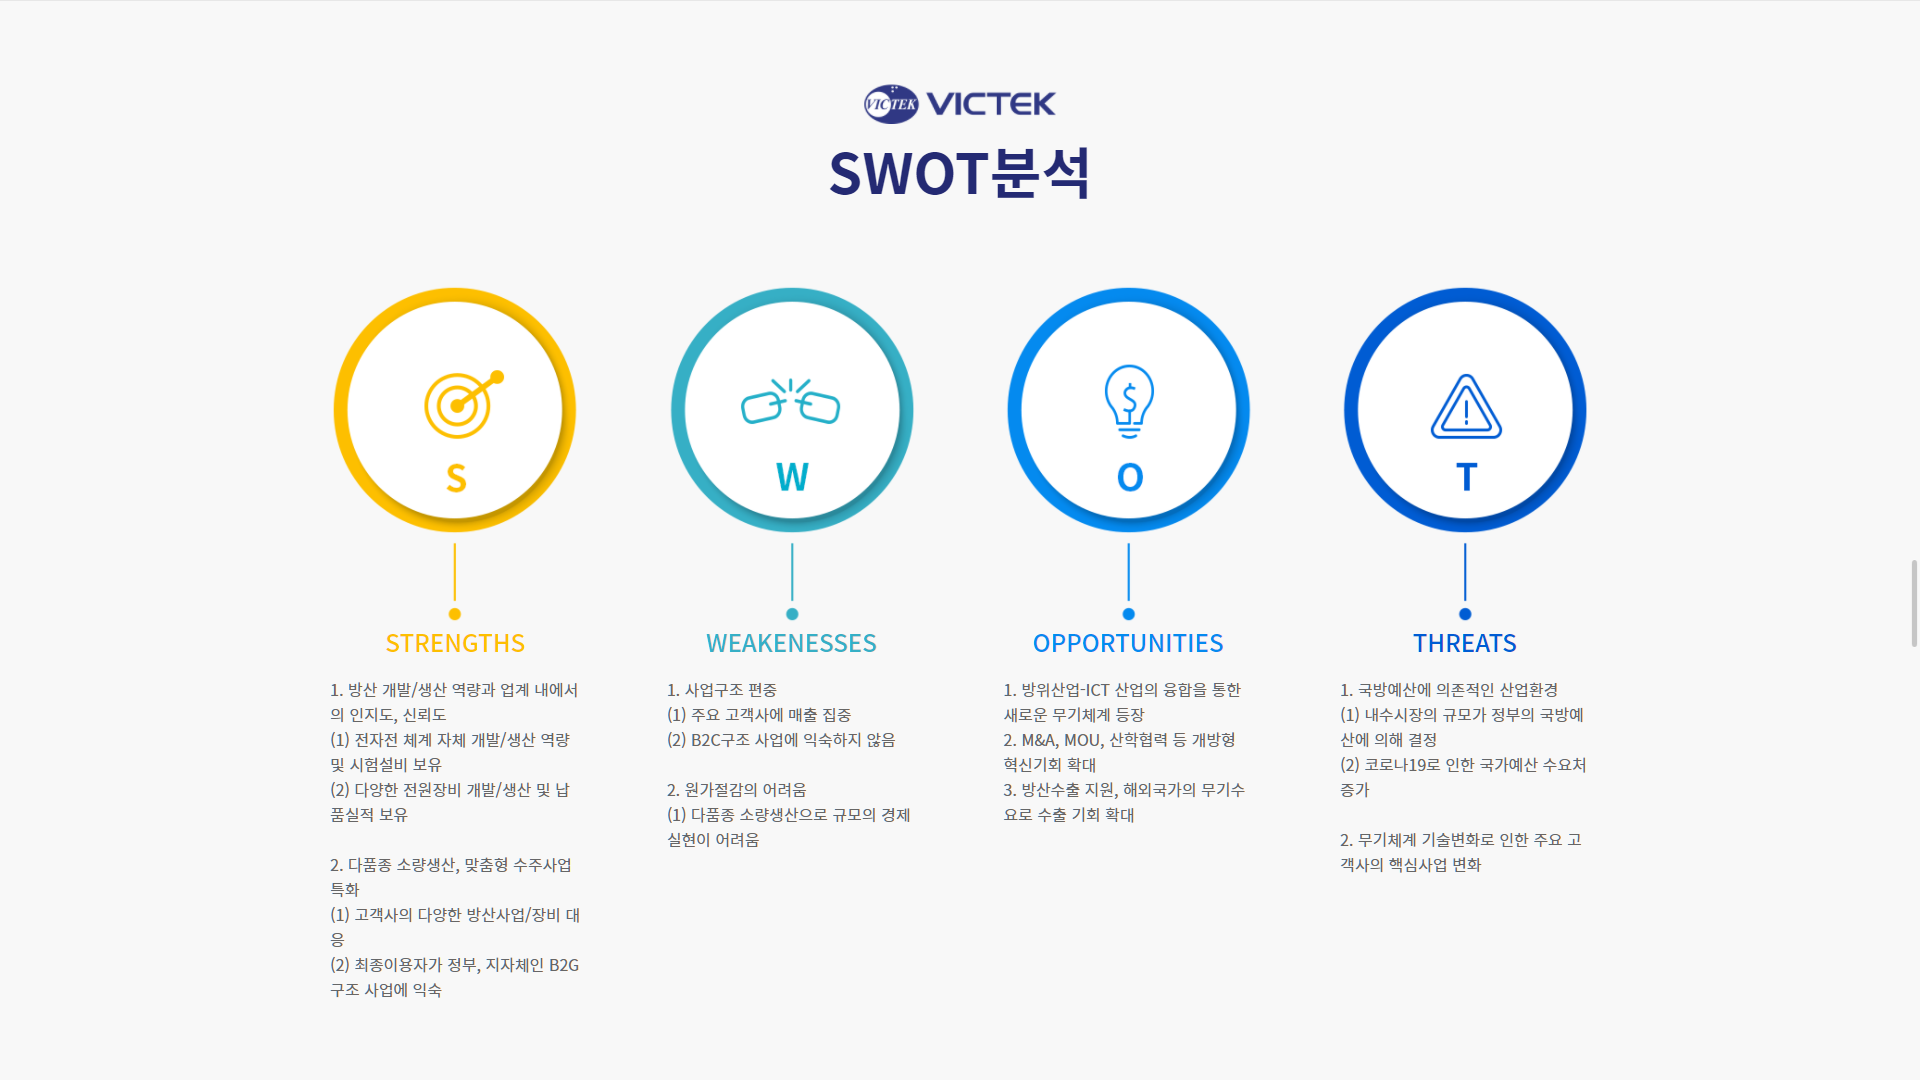 VICTEK VICTEK
SWOT분석
S
W
O
T
STRENGTHS
1. 방산 개발/생산 역량과 업계 내에서
의 인지도, 신뢰도
(1) 전자전 체계 자체 개발/생산 역량
및 시험설비 보유
(2) 다양한 전원장비 개발/생산 및 납
품실적 보유
2. 다품종 소량생산, 맞춤형 수주사업
특화
(1) 고객사의 다양한 방산사업/장비 대
응
(2) 최종이용자가 정부, 지자체인 B2G
구조 사업에 익숙
WEAKENESSES
1. 사업구조 편중
(1) 주요 고객사에 매출 집중
(2) B2C구조 사업에 익숙하지 않음
2. 원가절감의 어려움
(1) 다품종 소량생산으로 규모의 경제
실현이 어려움
OPPORTUNITIES
1. 방위산업-ICT 산업의 융합을 통한
새로운 무기체계 등장
2. M&A, MOU, 산학협력 등 개방형
혁신기회 확대
3. 방산수출 지원, 해외국가의 무기수
요로 수출 기회 확대
THREATS
1. 국방예산에 의존적인 산업환경
(1) 내수시장의 규모가 정부의 국방예
산에 의해 결정
(2) 코로나19로 인한 국가예산 수요처
증가
2. 무기체계 기술변화로 인한 주요 고
객사의 핵심사업 변화